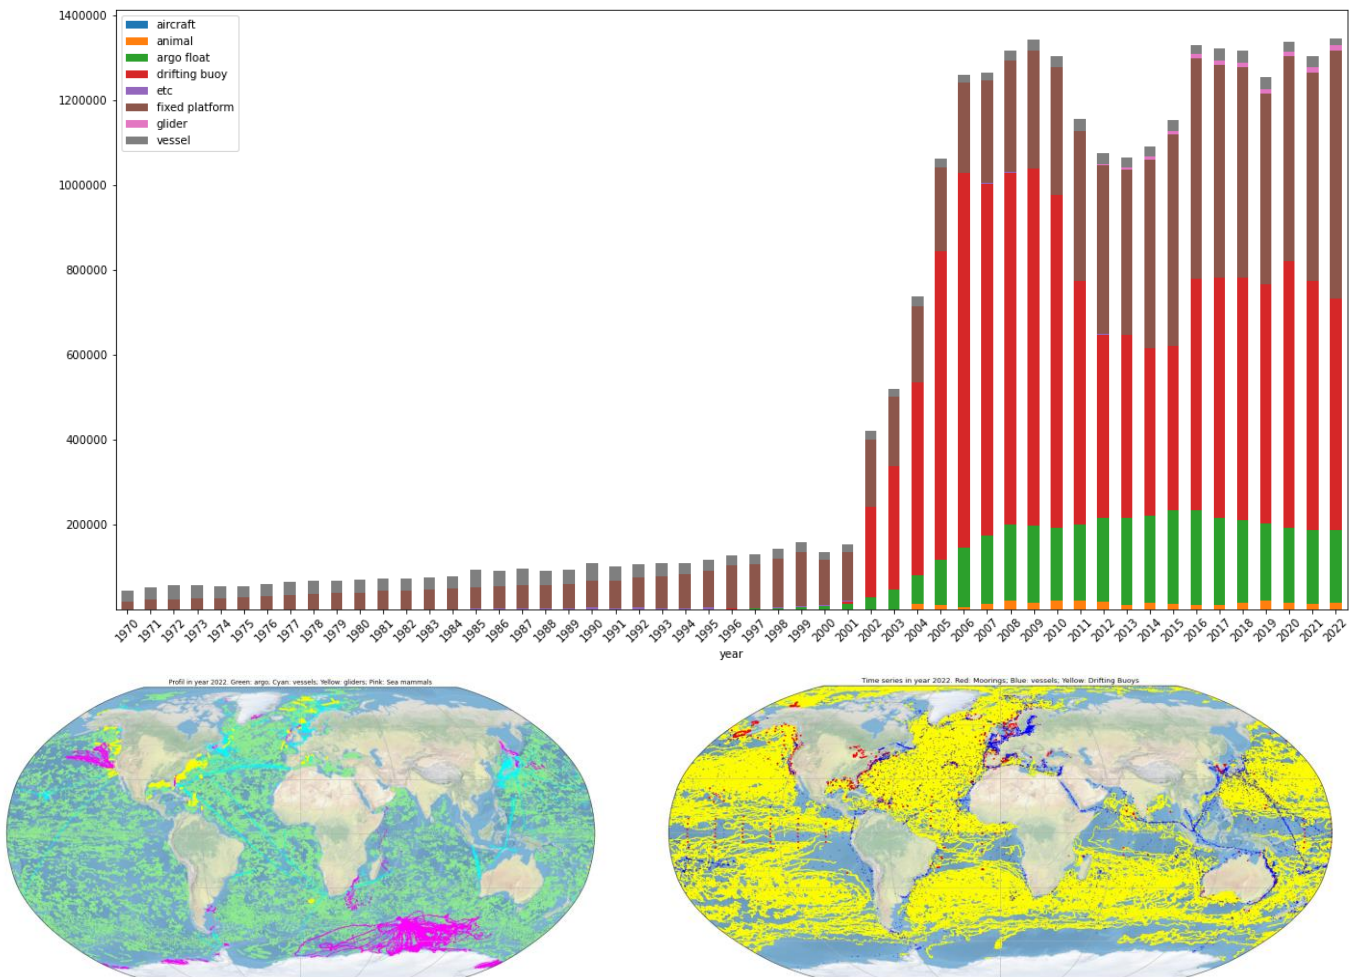 1400000
1200000
1000000
800000
600000
400000
200000
aircraft
animal
argo float
drifting buoy
etc
fixed platform
glider
vessel
1970 1971 1972 1973 1974 1975 1976 1977 1978 1979 1980 1981 1982 1983 1984 1985 1986 1987 1988 1989 1990 1991 1992 1993 1994 1995 1996 1997 1998 1999 2000 2001 2002 2003 2004 2005 2006 2007 2008 2009 2010 2011 2012 2013 2014 2015 2016 2017 2018 2019 2020 2021 2022
year
Profil in year 2022. Green: argo; Cyan: vessels; Yellow: gliders; Pink: Sea mammals
Time series in year 2022. Red: Moorings; Blue: vessels; Yellow: Drifting Buoys